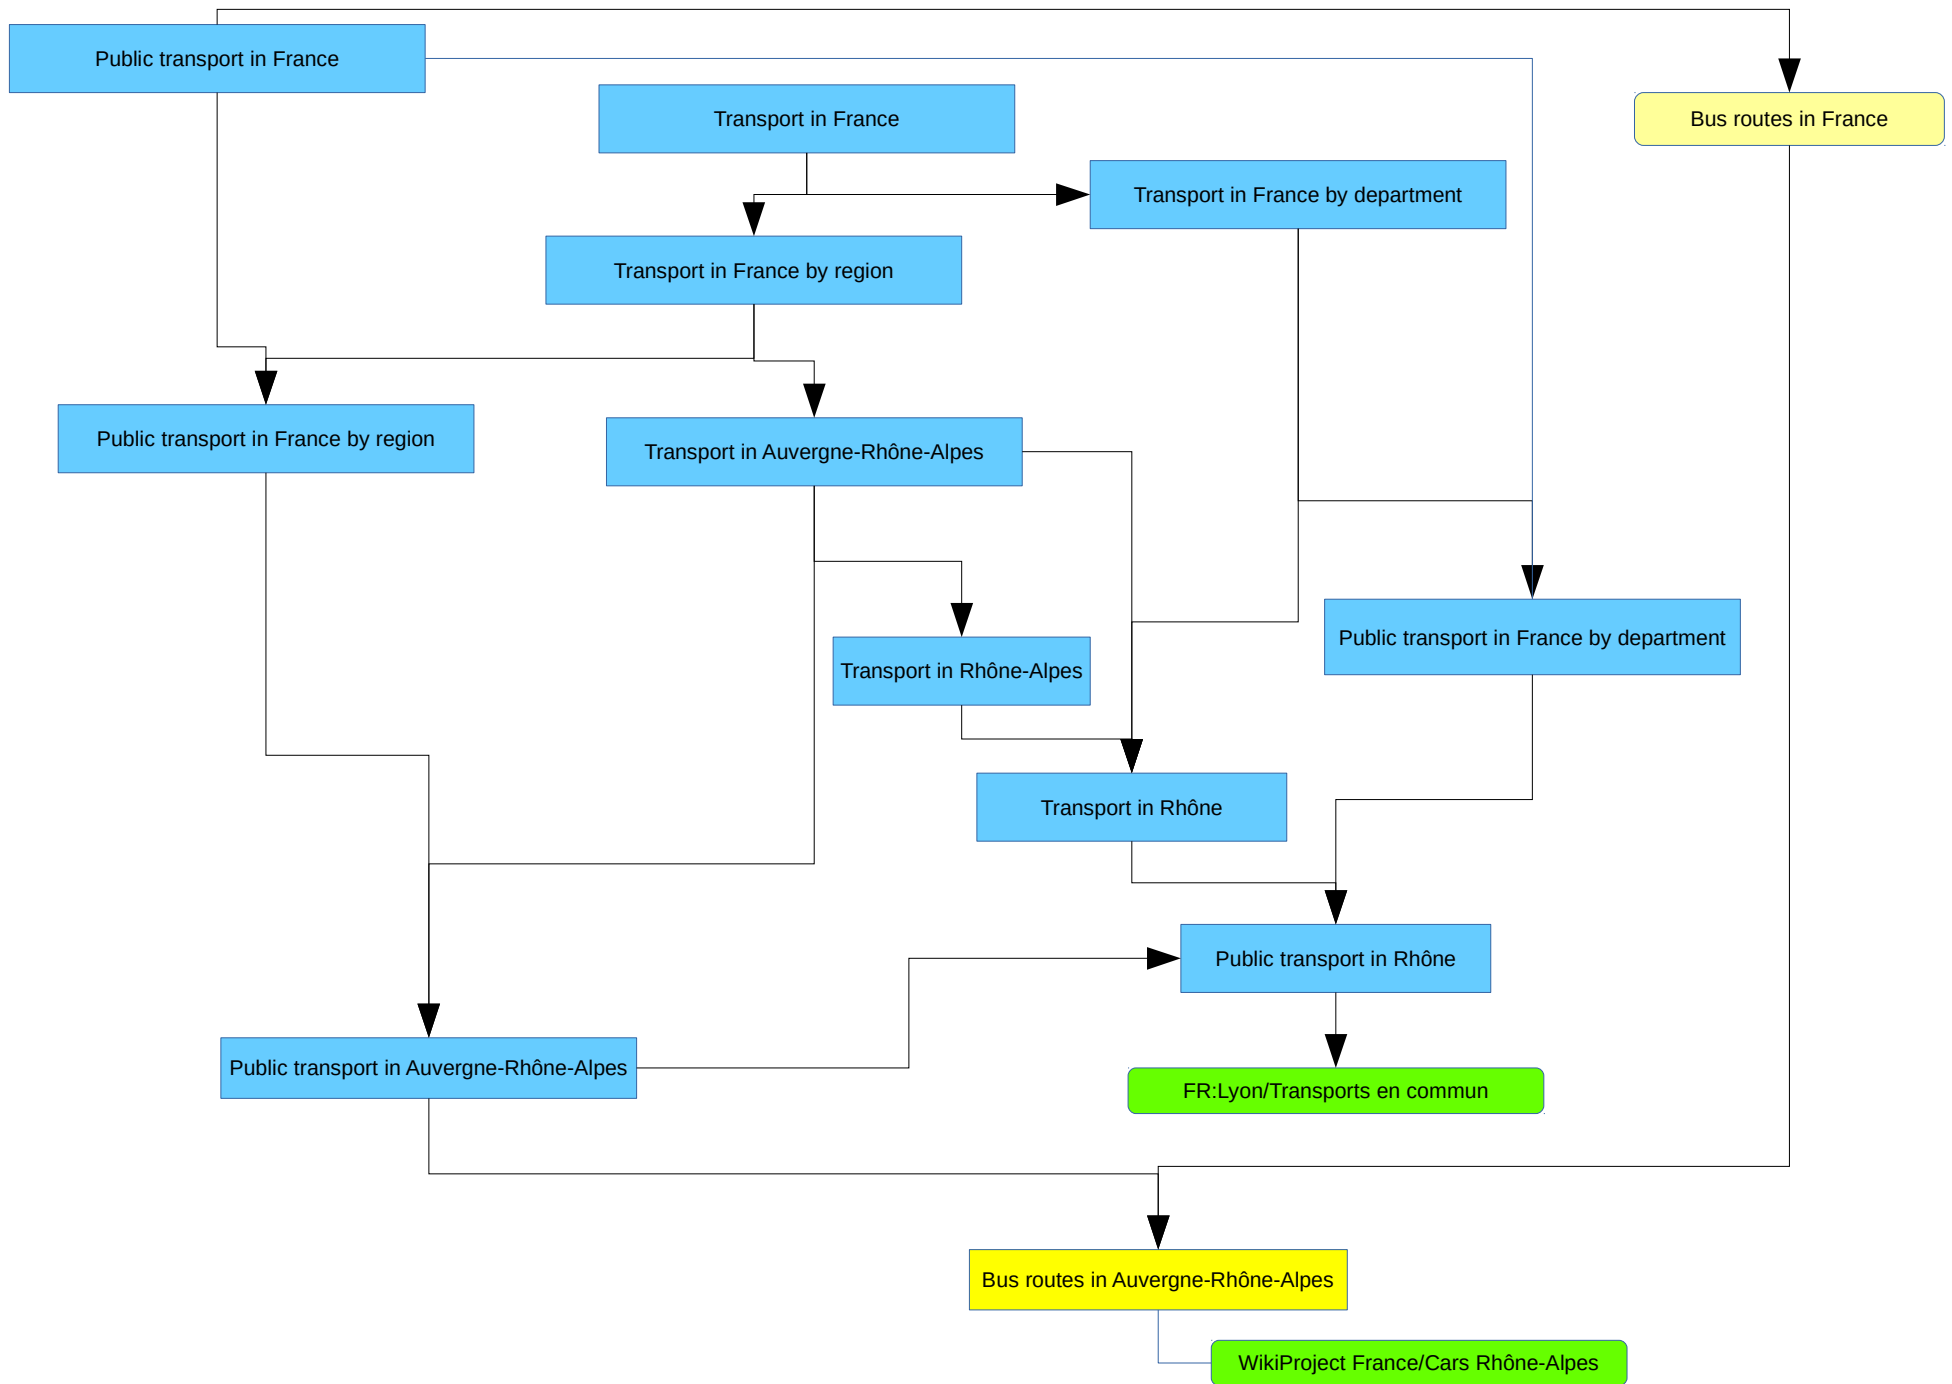 Public transport in France
Transport in France
Bus routes in France
Transport in France by department
Transport in France by region
Public transport in France by region
Transport in Auvergne-Rhône-Alpes
Public transport in France by department
Transport in Rhône-Alpes
Transport in Rhône
Public transport in Rhône
Public transport in Auvergne-Rhône-Alpes
FR:Lyon/Transports en commun
Bus routes in Auvergne-Rhône-Alpes
WikiProject France/Cars Rhône-Alpes